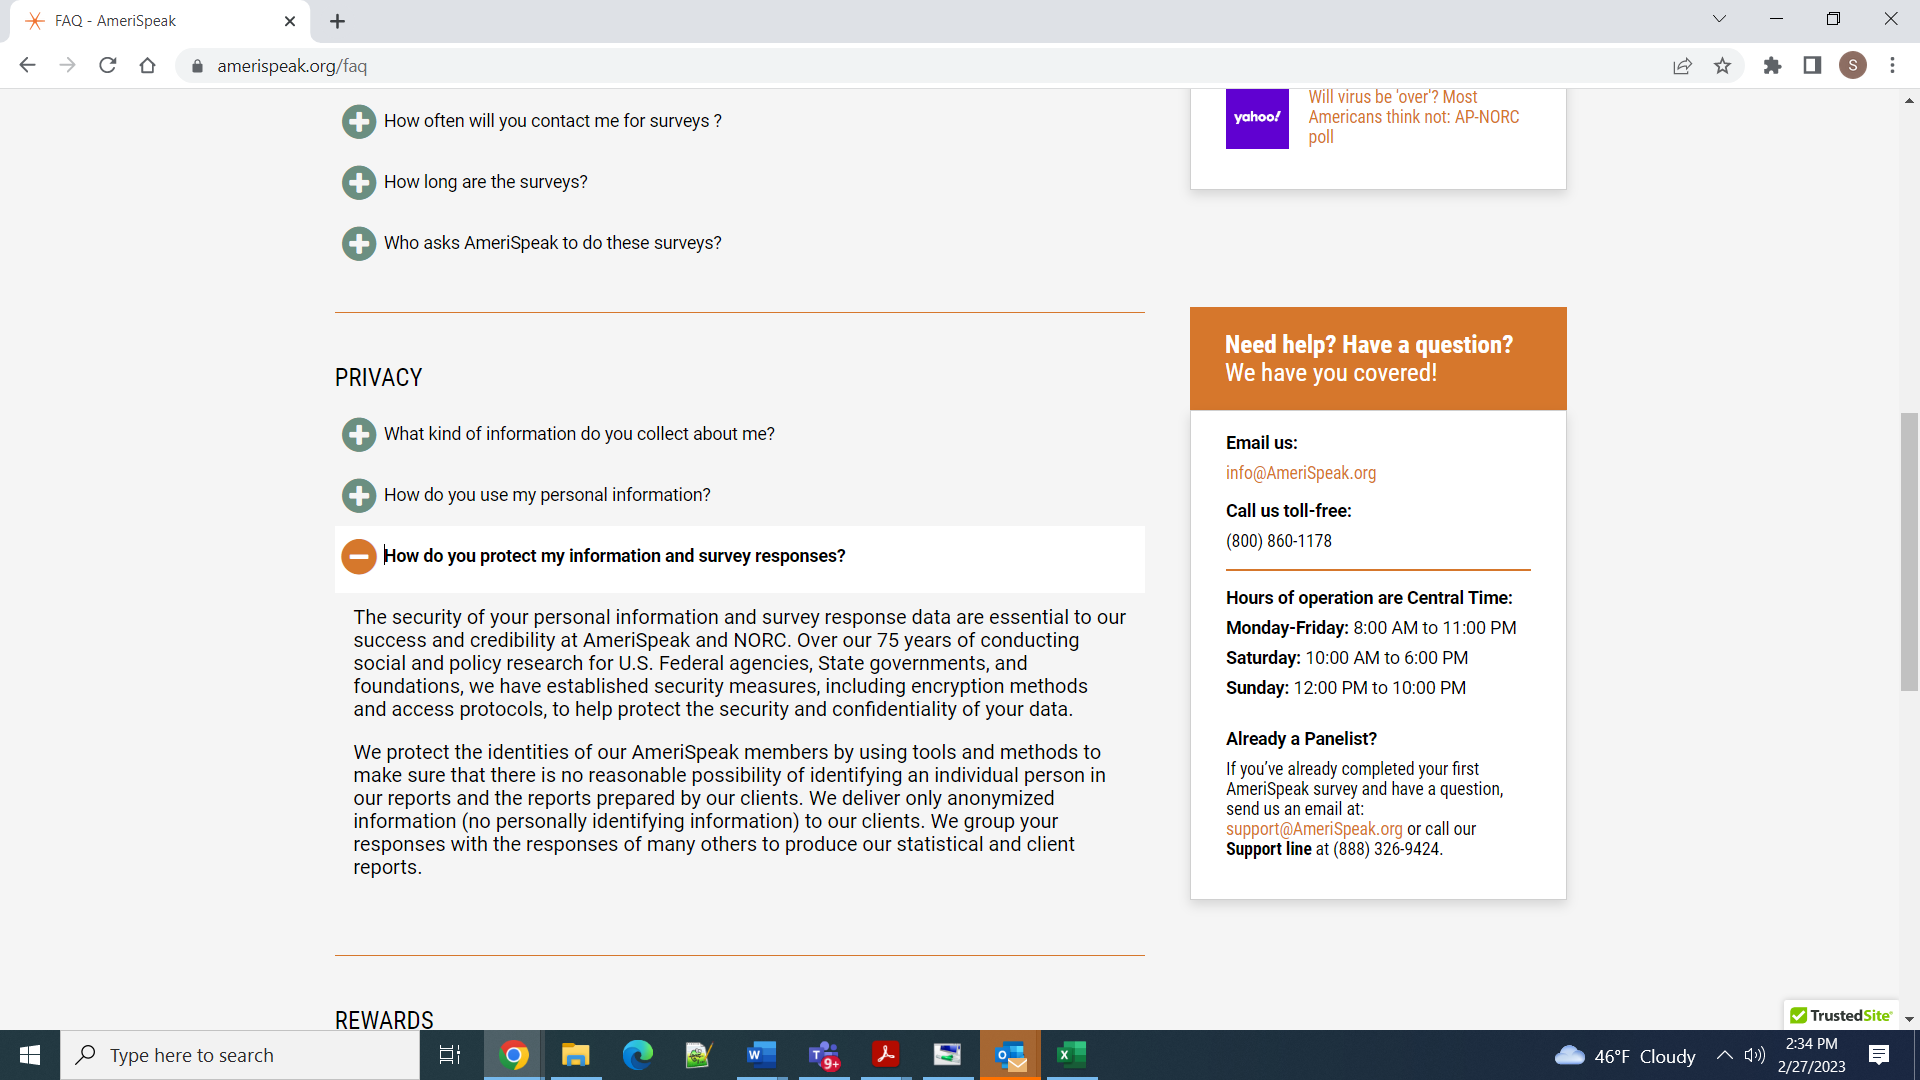 FAQ - AmeriSpeak
amerispeak.org/faq
S
How often will you contact me for surveys ?
How long are the surveys?
Who asks AmeriSpeak to do these surveys?
PRIVACY
What kind of information do you collect about me?
How do you use my personal information?
How do you protect my information and survey responses?
The security of your personal information and survey response data are essential to our
success and credibility at AmeriSpeak and NORC. Over our 75 years of conducting
social and policy research for U.S. Federal agencies, State governments, and
foundations, we have established security measures, including encryption methods
and access protocols, to help protect the security and confidentiality of your data.
We protect the identities of our AmeriSpeak members by using tools and methods to
make sure that there is no reasonable possibility of identifying an individual person in
our reports and the reports prepared by our clients. We deliver only anonymized
information (no personally identifying information) to our clients. We group your
responses with the responses of many others to produce our statistical and client
reports.
REWARDS
yahoo!
Will virus be 'over'? Most
Americans think not: AP-NORC
poll
Need help? Have a question?
We have you covered!
Email us:
info@AmeriSpeak.org
Call us toll-free:
(800) 860-1178
Hours of operation are Central Time:
Monday-Friday: 8:00 AM to 11:00 PM
Saturday: 10:00 AM to 6:00 PM
Sunday: 12:00 PM to 10:00 PM
Already a Panelist?
If you’ve already completed your first
AmeriSpeak survey and have a question,
send us an email at:
support@AmeriSpeak.org or call our
Support line at (888) 326-9424.
TrustedSite
Type here to search
W
T
9+
O
X
46°F Cloudy
2:34 PM
2/27/2023